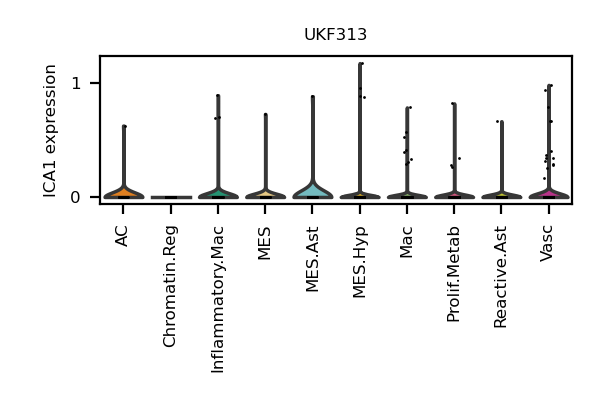 UKF313
ICA1 expression
1
0
AC
Chromatin.Reg
Inflammatory.Mac
MES
MES.Ast
MES.Hyp
Mac
Prolif.Metab
Reactive.Ast
Vasc